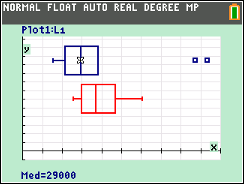 NORMAL FLOAT AUTO REAL DEGREE MP
Plot1:L1
y
x
Med=29000